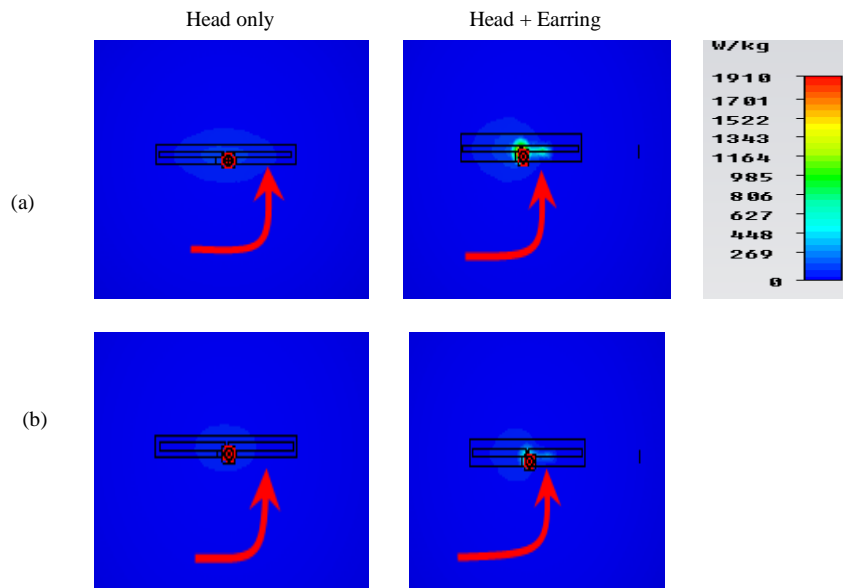 Head only
Head + Earring
W/kg
1910
1701
1522
1343
1164
985
806
627
448
269
0
(a)
(b)